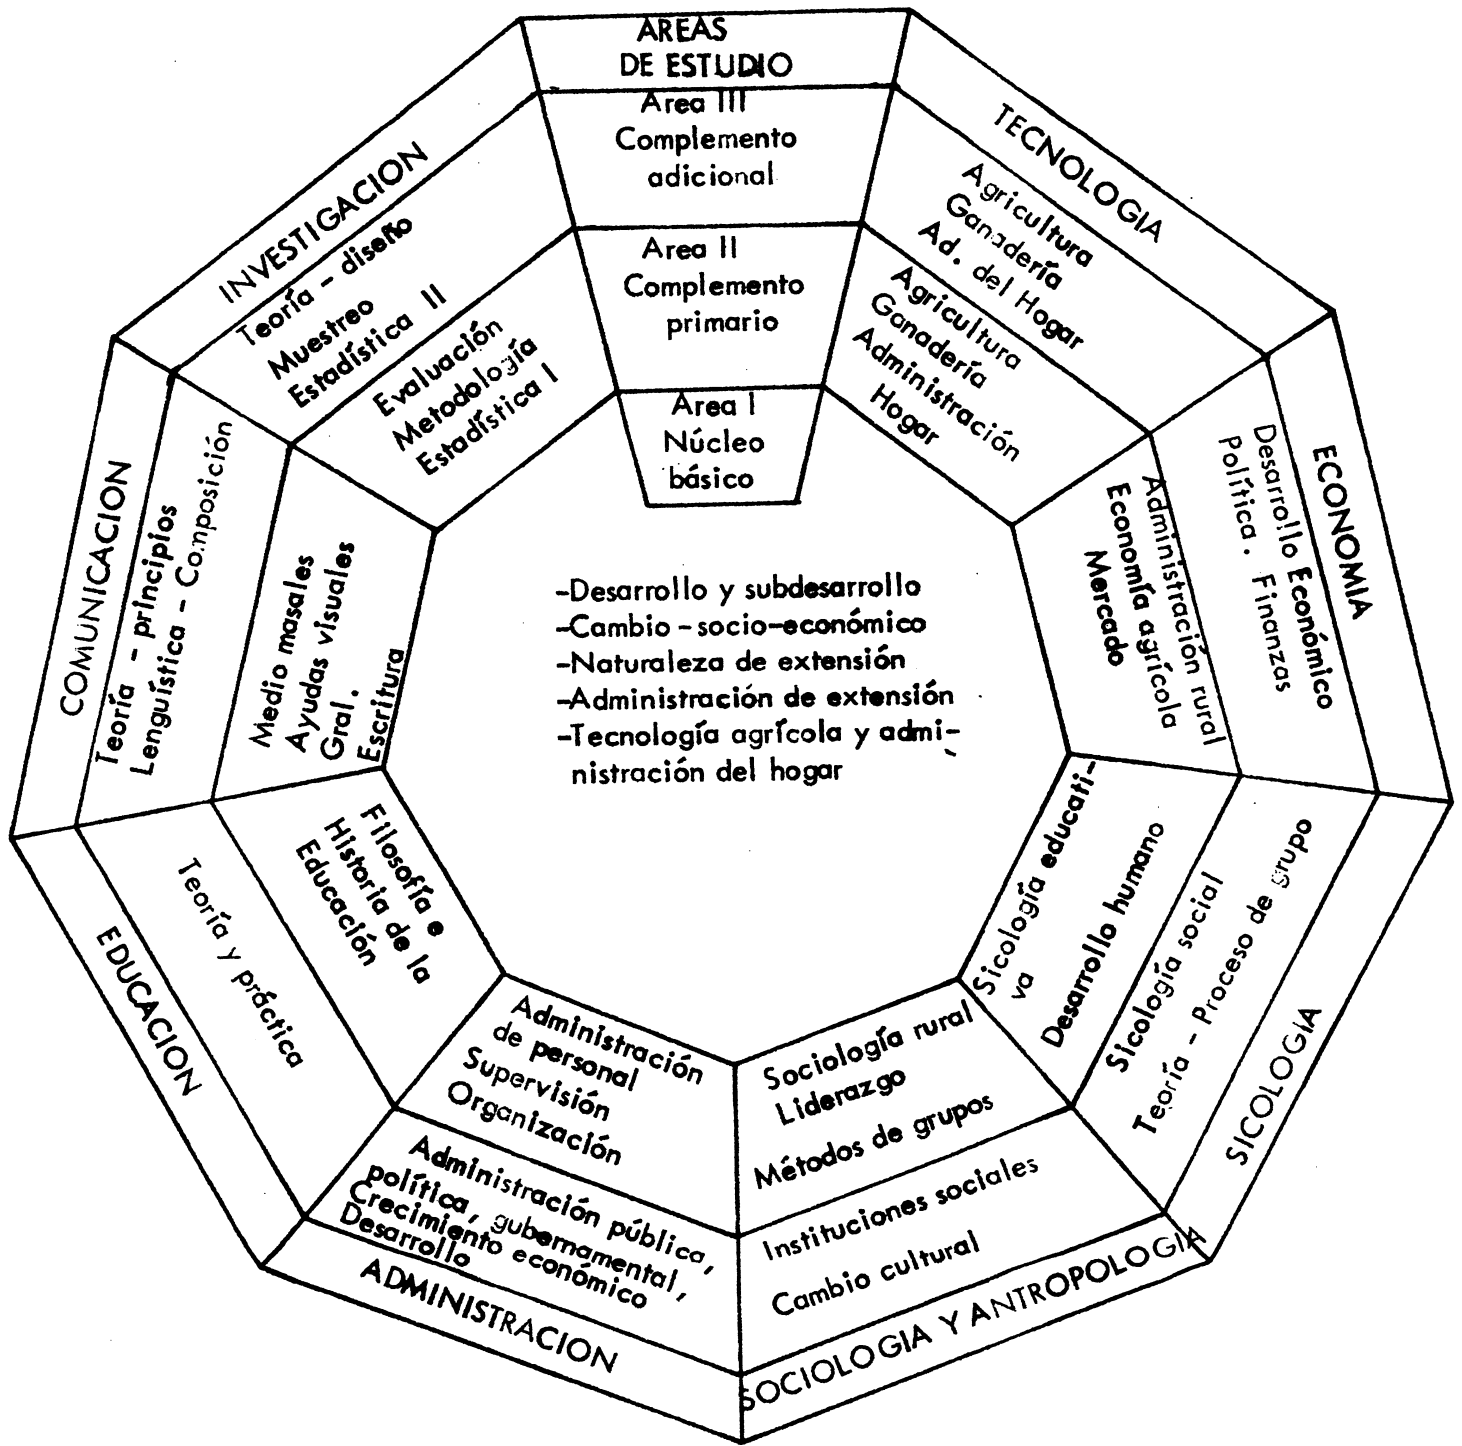 AREAS
DE ESTUDIO
Area III
Complemento
adicional
Area II
Complemento
primario
Area I
Núcleo
básico
TECNOLOGIA
Agricultura
Ganadería
Ad. del Hogar
Agricultura
Ganadería
Administración
Hogar
ECONOMIA
Desarrollo Económico
Política. Finanzas
Administración rural
Economía agrícola
Mercado
SICOLOGIA
Teoría - Proceso de grupo
Sicología social
Desarrollo humano
Sicología educati-
va
SOCIOLOGIA Y ANTROPOLOGIA
Sociología rural
Liderazgo
Métodos de grupos
Instituciones sociales
Cambio cultural
ADMINISTRACION
Administración
de personal
Supervisión
Organización
Administración pública,
política, gubernamental,
Crecimiento económico
Desarrollo
EDUCACION
Teoría y práctica
Filosofía e
Historia de la
Educación
COMUNICACION
Teoría - principios
Lenguística - Composición
Medio masales
Ayudas visuales
Gral.
Escritura
INVESTIGACION
Teoría - diseño
Muestreo
Estadística II
Evaluación
Metodología
Estadística I
-Desarrollo y subdesarrollo
-Cambio - socio-económico
-Naturaleza de extensión
-Administración de extensión
-Tecnología agrícola y admi-
nistración del hogar